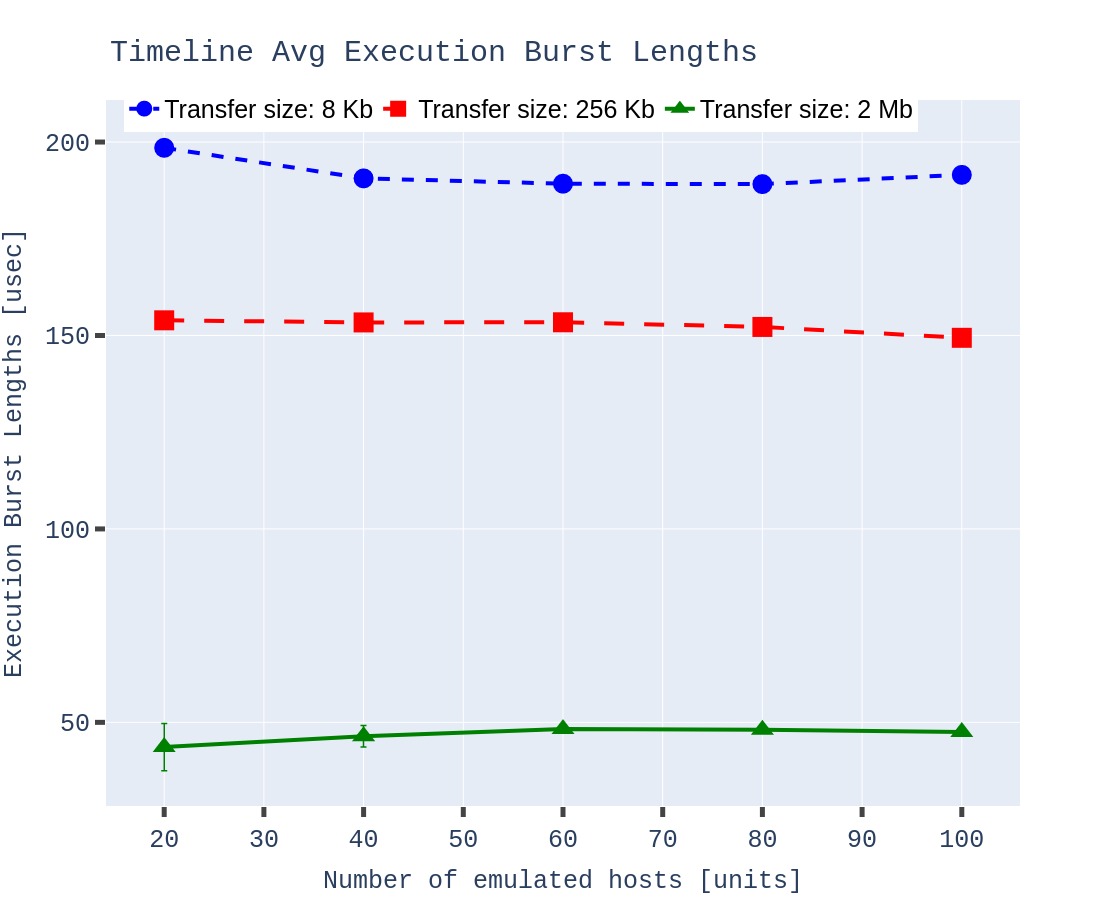 Timeline Avg Execution Burst Lengths
Transfer size: 8 Kb Transfer size: 256 Kb Transfer size: 2 Mb
Execution Burst Lengths [usec]
200
150
100
50
20 30 40 50 60 70 80 90 100
Number of emulated hosts [units]